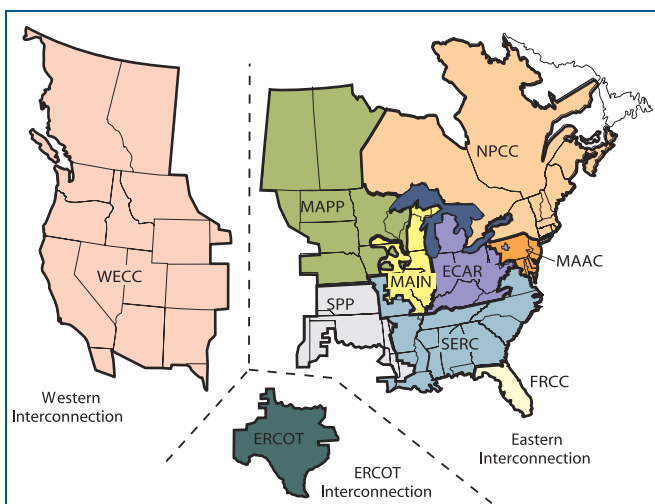 NPCC
MAPP
WECC
MAIN
ECAR
MAAC
SPP
SERC
FRCC
Western
Interconnection
ERCOT
ERCOT
Interconnection
Eastern
Interconnection